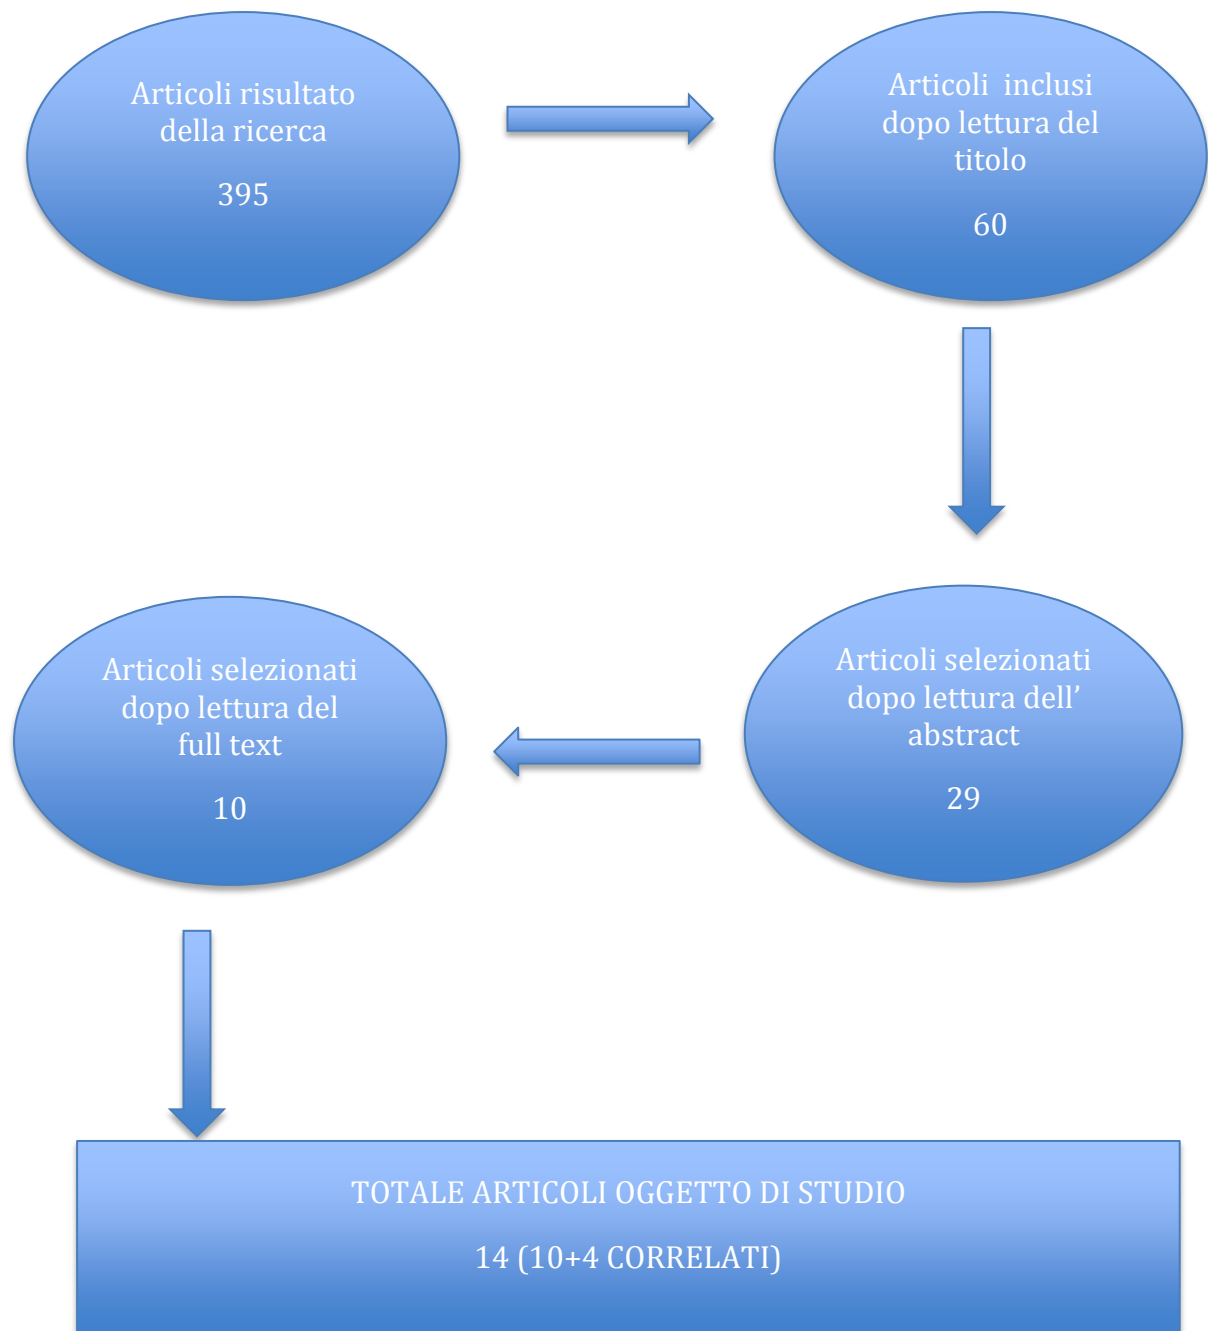 Articoli risultato
della ricerca
395
Articoli  inclusi
dopo lettura del
titolo
60
Articoli selezionati
dopo lettura dell’
abstract
29
Articoli selezionati
dopo lettura del
full text
10
TOTALE ARTICOLI OGGETTO DI STUDIO
14 (10+4 CORRELATI)